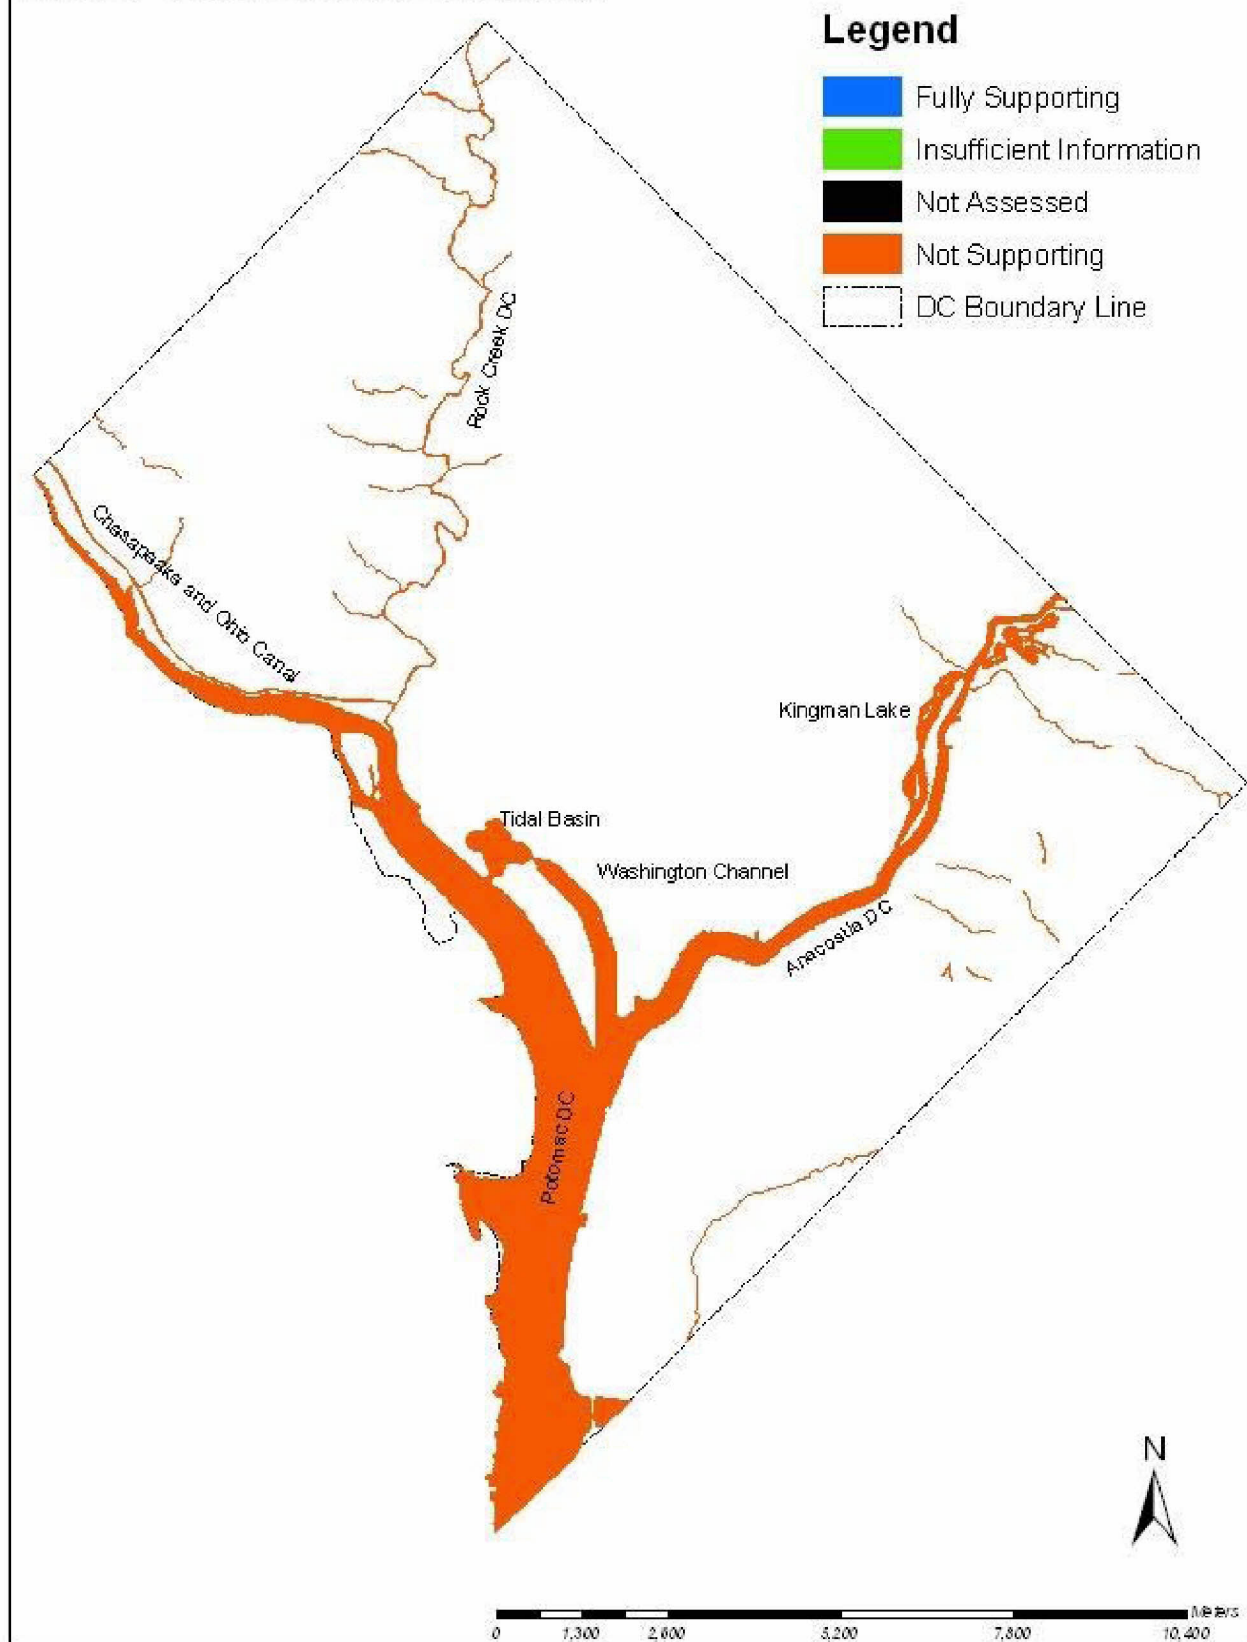 Legend
Fully Supporting
Insufficient Information
Not Assessed
Not Supporting
DC Boundary Line
Rock Creek DC
Chesapeake and Ohio Canal
Kingman Lake
Tidal Basin
Washington Channel
Anacostia DC
Potomac DC
N
Meters
0 1,300 2,600 5,200 7,800 10,400